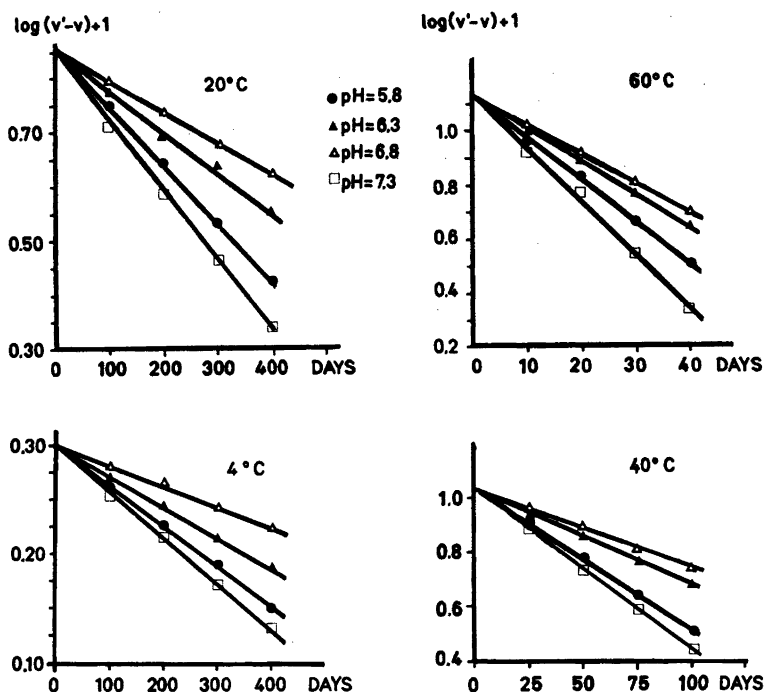 log(v'-v)+1
20°C
0.70
0.50
0.30
0 100 200 300 400 DAYS
● pH=5.8
▲ pH=6.3
△ pH=6.8
□ pH=7.3
log(v'-v)+1
60°C
1.0
0.8
0.6
0.4
0.2
0 10 20 30 40 DAYS
4°C
0.30
0.20
0.10
0 100 200 300 400 DAYS
40°C
1.0
0.8
0.6
0.4
0 25 50 75 100 DAYS